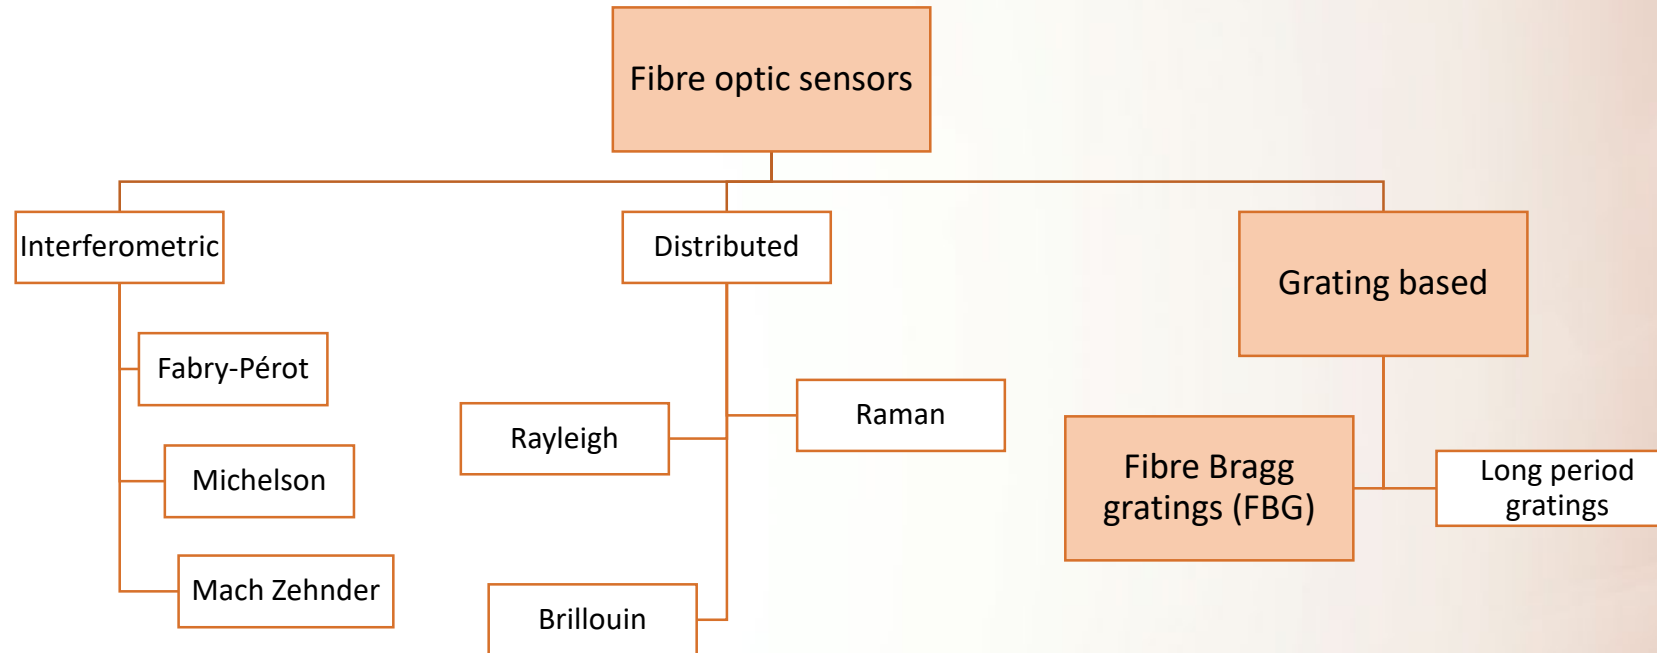 Fibre optic sensors
Interferometric
Distributed
Grating based
Fabry-Pérot
Michelson
Mach Zehnder
Rayleigh
Raman
Brillouin
Fibre Bragg
gratings (FBG)
Long period
gratings